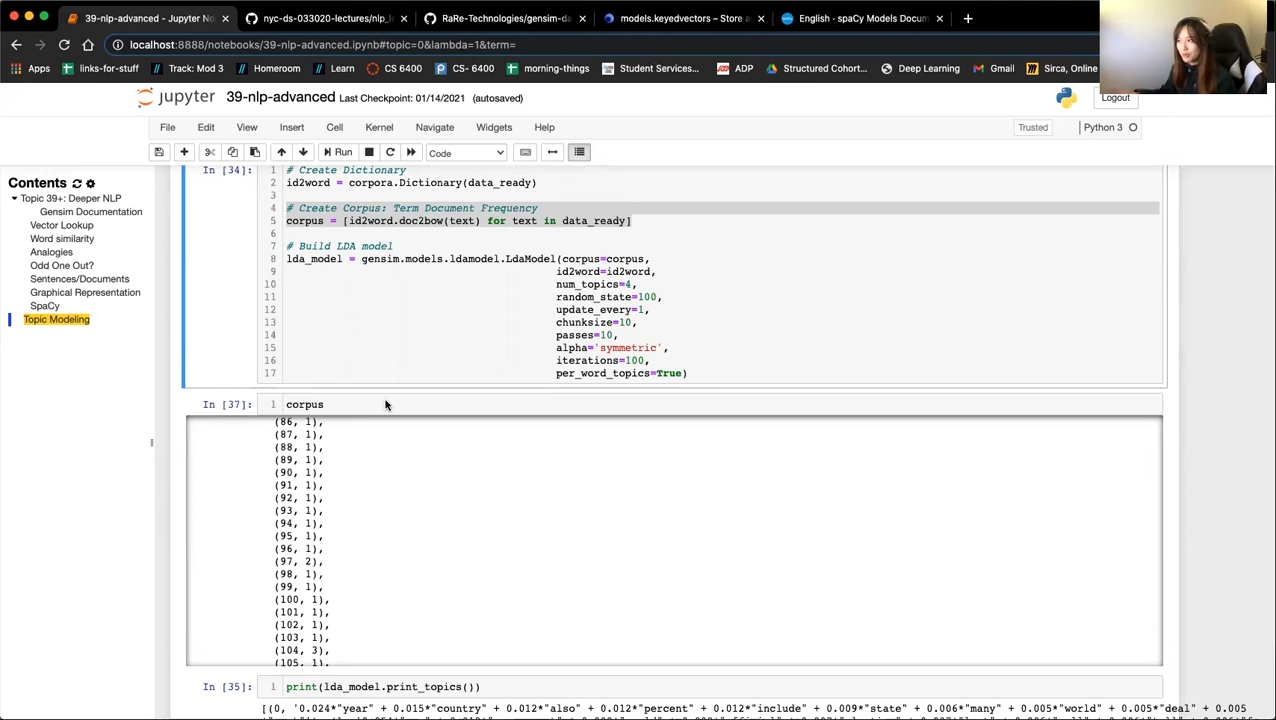 39-nlp-advanced - Jupyter No
nyc-ds-033020-lectures/nlp_l
RaRe-Technologies/gensim-da
models.keyedvectors – Store a
English · spaCy Models Docum
localhost:8888/notebooks/39-nlp-advanced.ipynb#topic=0&lambda=1&term=
Apps links-for-stuff Track: Mod 3 Homeroom Learn CS 6400 CS- 6400 morning-things Student Services... ADP Structured Cohort... Deep Learning Gmail Sirca, Online
jupyter 39-nlp-advanced Last Checkpoint: 01/14/2021 (autosaved) Logout
File Edit View Insert Cell Kernel Navigate Widgets Help Trusted Python 3
Run Code
Contents
Topic 39+: Deeper NLP
Gensim Documentation
Vector Lookup
Word similarity
Analogies
Odd One Out?
Sentences/Documents
Graphical Representation
SpaCy
Topic Modeling
In [34]: 1 # Create Dictionary
2 id2word = corpora.Dictionary(data_ready)
3
4 # Create Corpus: Term Document Frequency
5 corpus = [id2word.doc2bow(text) for text in data_ready]
6
7 # Build LDA model
8 lda_model = gensim.models.ldamodel.LdaModel(corpus=corpus,
9 id2word=id2word,
10 num_topics=4,
11 random_state=100,
12 update_every=1,
13 chunksize=10,
14 passes=10,
15 alpha='symmetric',
16 iterations=100,
17 per_word_topics=True)
In [37]: 1 corpus
(86, 1),
(87, 1),
(88, 1),
(89, 1),
(90, 1),
(91, 1),
(92, 1),
(93, 1),
(94, 1),
(95, 1),
(96, 1),
(97, 2),
(98, 1),
(99, 1),
(100, 1),
(101, 1),
(102, 1),
(103, 1),
(104, 3),
(105, 1),
In [35]: 1 print(lda_model.print_topics())
[(0, '0.024*"year" + 0.015*"country" + 0.012*"also" + 0.012*"percent" + 0.012*"include" + 0.009*"state" + 0.006*"many" + 0.005*"world" + 0.005*"deal" + 0.005